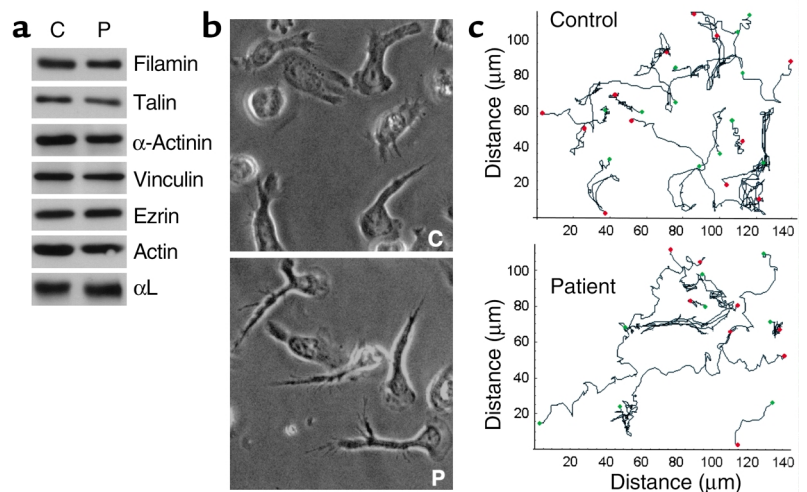 a
C P
Filamin
Talin
α-Actinin
Vinculin
Ezrin
Actin
αL
b
C
P
c
Control
Distance (μm)
100
80
60
40
20
20 40 60 80 100 120 140
Patient
Distance (μm)
100
80
60
40
20
20 40 60 80 100 120 140
Distance (μm)